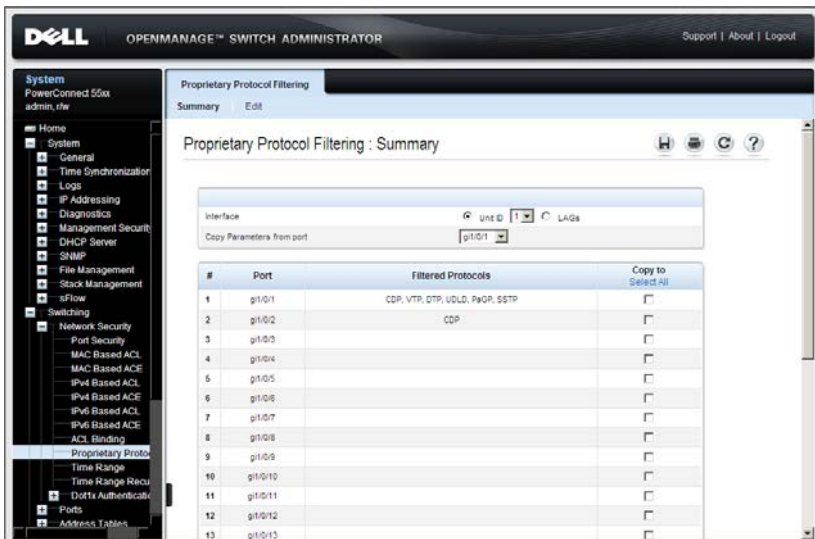 DELL
OPENMANAGE™ SWITCH ADMINISTRATOR
Support | About | Logout
System
PowerConnect 55xx
admin, r/w
Home
System
General
Time Synchronization
Logs
IP Addressing
Diagnostics
Management Securit
DHCP Server
SNMP
File Management
Stack Management
sFlow
Switching
Network Security
Port Security
MAC Based ACL
MAC Based ACE
IPv4 Based ACL
IPv4 Based ACE
IPv6 Based ACL
IPv6 Based ACE
ACL Binding
Proprietary Proto
Time Range
Time Range Recu
Dot1x Authenticati
Ports
Address Tables
Proprietary Protocol Filtering
Summary Edit
Proprietary Protocol Filtering : Summary
Interface Unit ID 1 LAGs
Copy Parameters from port gi1/0/1
# Port Filtered Protocols Copy to
Select All
1 gi1/0/1 CDP, VTP, DTP, UDLD, PaGP, SSTP
2 gi1/0/2 CDP
3 gi1/0/3
4 gi1/0/4
5 gi1/0/5
6 gi1/0/6
7 gi1/0/7
8 gi1/0/8
9 gi1/0/9
10 gi1/0/10
11 gi1/0/11
12 gi1/0/12
13 gi1/0/13